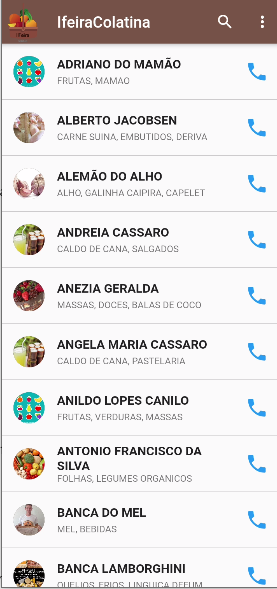 Ifeira
IfeiraColatina
ADRIANO DO MAMÃO
FRUTAS, MAMAO
ALBERTO JACOBSEN
CARNE SUINA, EMBUTIDOS, DERIVA
ALEMÃO DO ALHO
ALHO, GALINHA CAIPIRA, CAPELET
ANDREIA CASSARO
CALDO DE CANA, SALGADOS
ANEZIA GERALDA
MASSAS, DOCES, BALAS DE COCO
ANGELA MARIA CASSARO
CALDO DE CANA, PASTELARIA
ANILDO LOPES CANILO
FRUTAS, VERDURAS, MASSAS
ANTONIO FRANCISCO DA
SILVA
FOLHAS, LEGUMES ORGANICOS
BANCA DO MEL
MEL, BEBIDAS
BANCA LAMBORGHINI
QUEIJOS, FRIOS, LINGUIÇA DEFUM